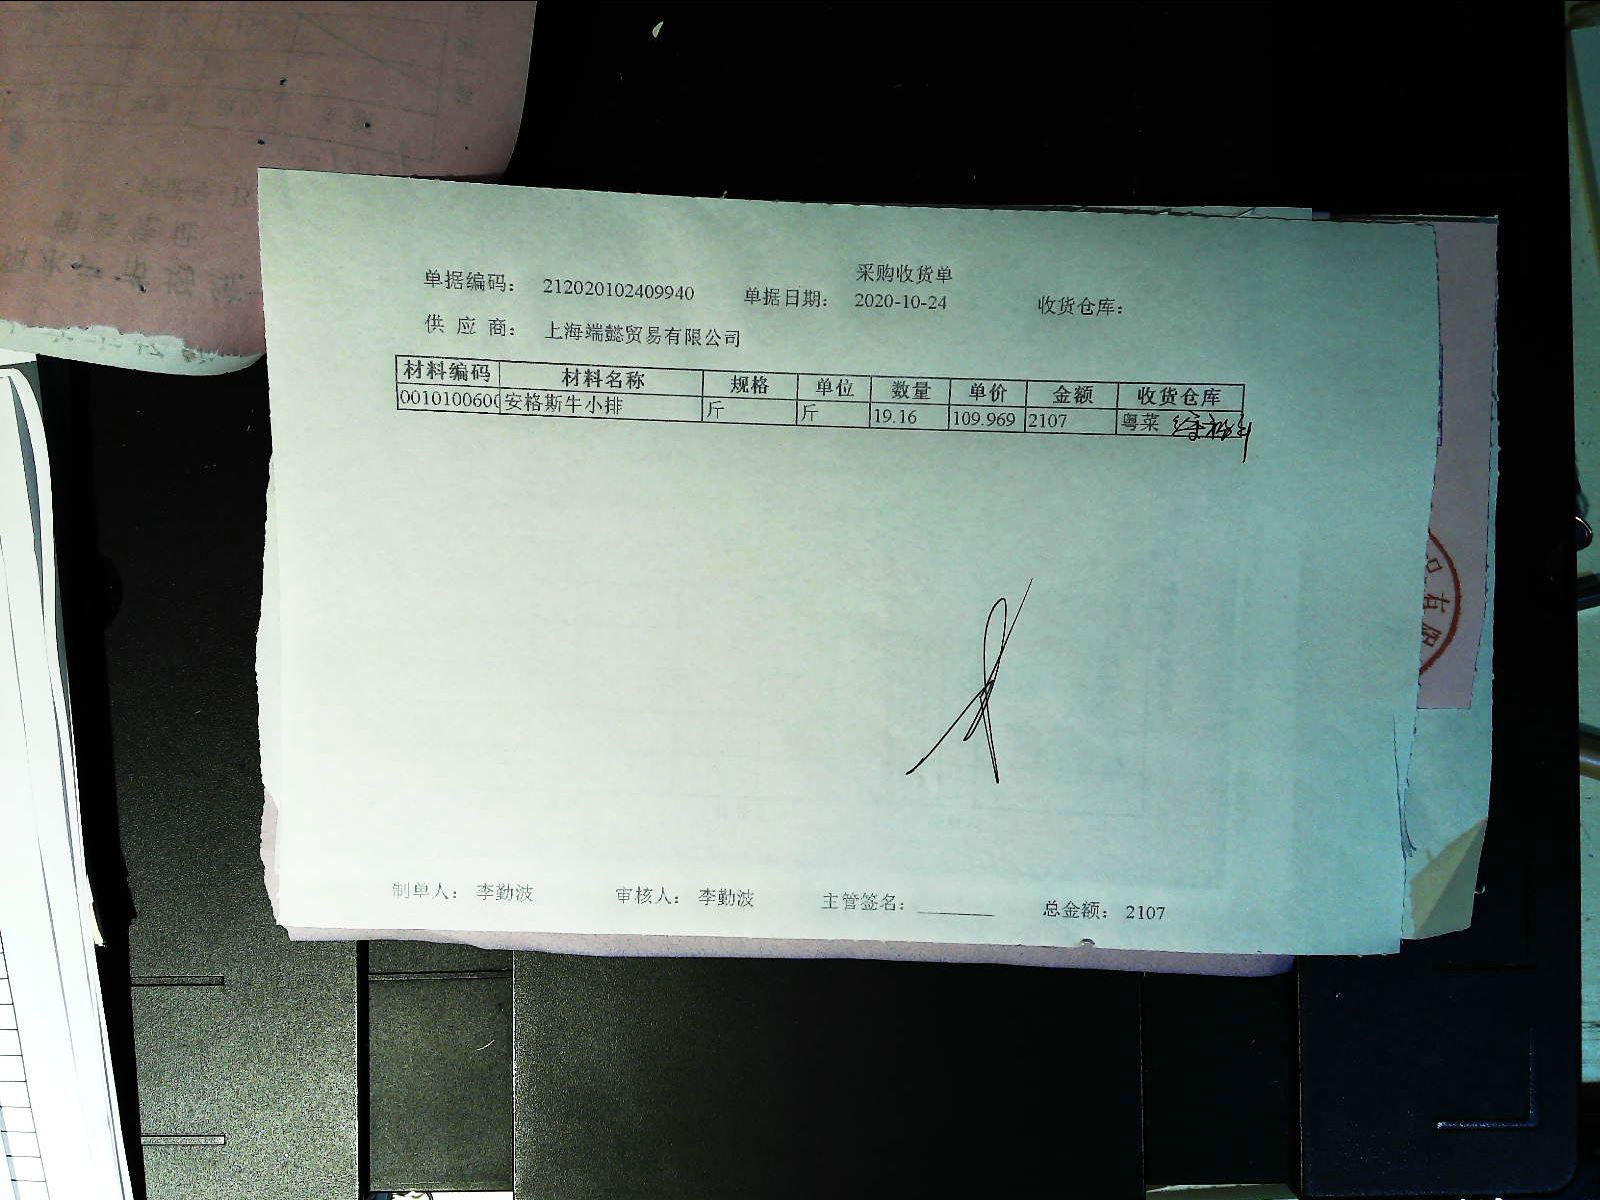 采购收货单
单据编码: 212020102409940 单据日期: 2020-10-24 收货仓库:
供 应 商: 上海端懿贸易有限公司
材料编码 材料名称 规格 单位 数量 单价 金额 收货仓库
0010100600 安格斯牛小排 斤 斤 19.16 109.969 2107 粤菜
制单人: 李勤波 审核人: 李勤波 主管签名: 总金额: 2107